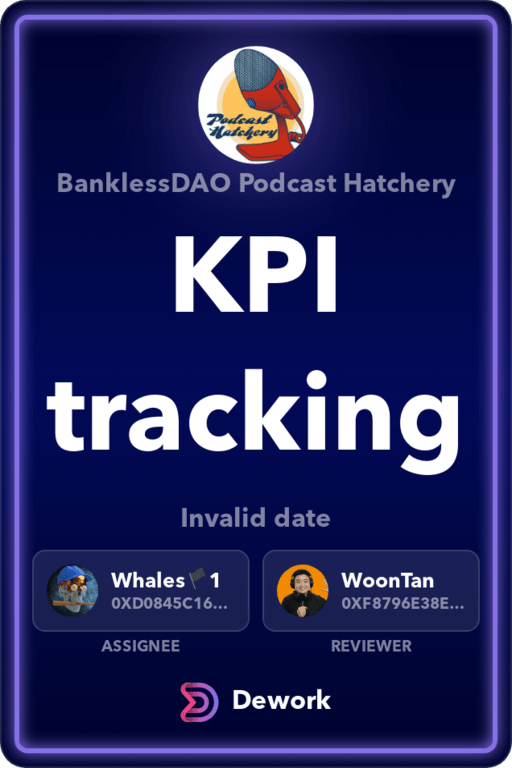 Podcast
Hatchery
BanklessDAO Podcast Hatchery
KPI
tracking
Invalid date
Whales🏴1
0XD0845C16...
WoonTan
0XF8796E38E...
ASSIGNEE
REVIEWER
Dework